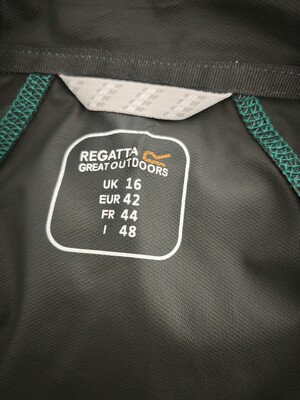 REGATTA
GREAT OUTDOORS
UK 16
EUR 42
FR 44
I 48